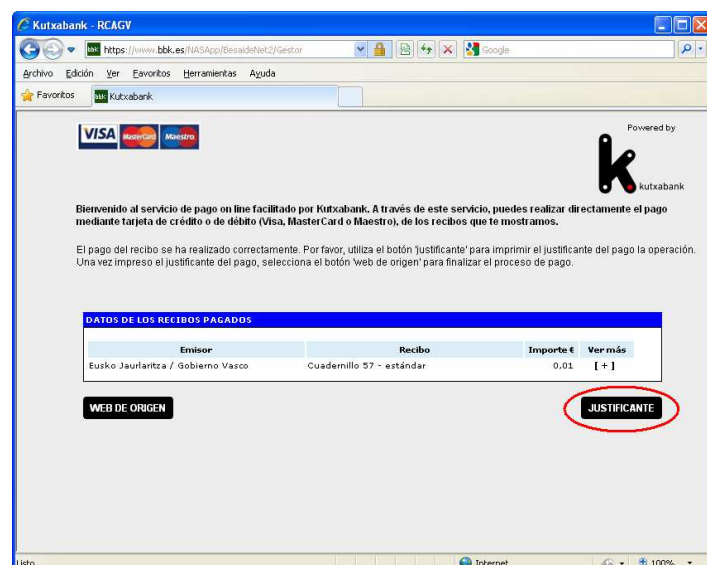 Kutxabank - RCAGV
bbk https://www.bbk.es/NASApp/BesaideNet2/Gestor Google
Archivo Edición Ver Favoritos Herramientas Ayuda
Favoritos bbk Kutxabank
VISA MasterCard Maestro
Powered by
kutxabank
Bienvenido al servicio de pago on line facilitado por Kutxabank. A través de este servicio, puedes realizar directamente el pago
mediante tarjeta de crédito o de débito (Visa, MasterCard o Maestro), de los recibos que te mostramos.
El pago del recibo se ha realizado correctamente. Por favor, utiliza el botón 'justificante' para imprimir el justificante del pago la operación.
Una vez impreso el justificante del pago, selecciona el botón 'web de origen' para finalizar el proceso de pago.
DATOS DE LOS RECIBOS PAGADOS
Emisor Recibo Importe € Ver más
Eusko Jaurlaritza / Gobierno Vasco Cuadernillo 57 - estándar 0,01 [ + ]
WEB DE ORIGEN JUSTIFICANTE
Listo Internet 100%